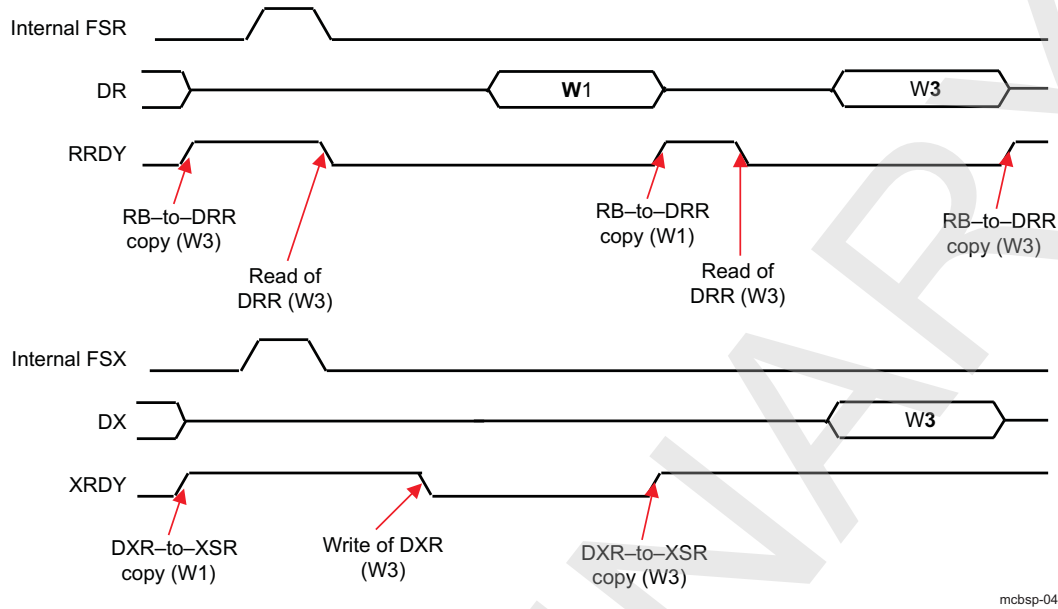 Internal FSR
DR
W1
W3
RRDY
RB–to–DRR
copy (W3)
Read of
DRR (W3)
RB–to–DRR
copy (W1)
Read of
DRR (W3)
RB–to–DRR
copy (W3)
Internal FSX
DX
W3
XRDY
DXR–to–XSR
copy (W1)
Write of DXR
(W3)
DXR–to–XSR
copy (W3)
mcbsp-04